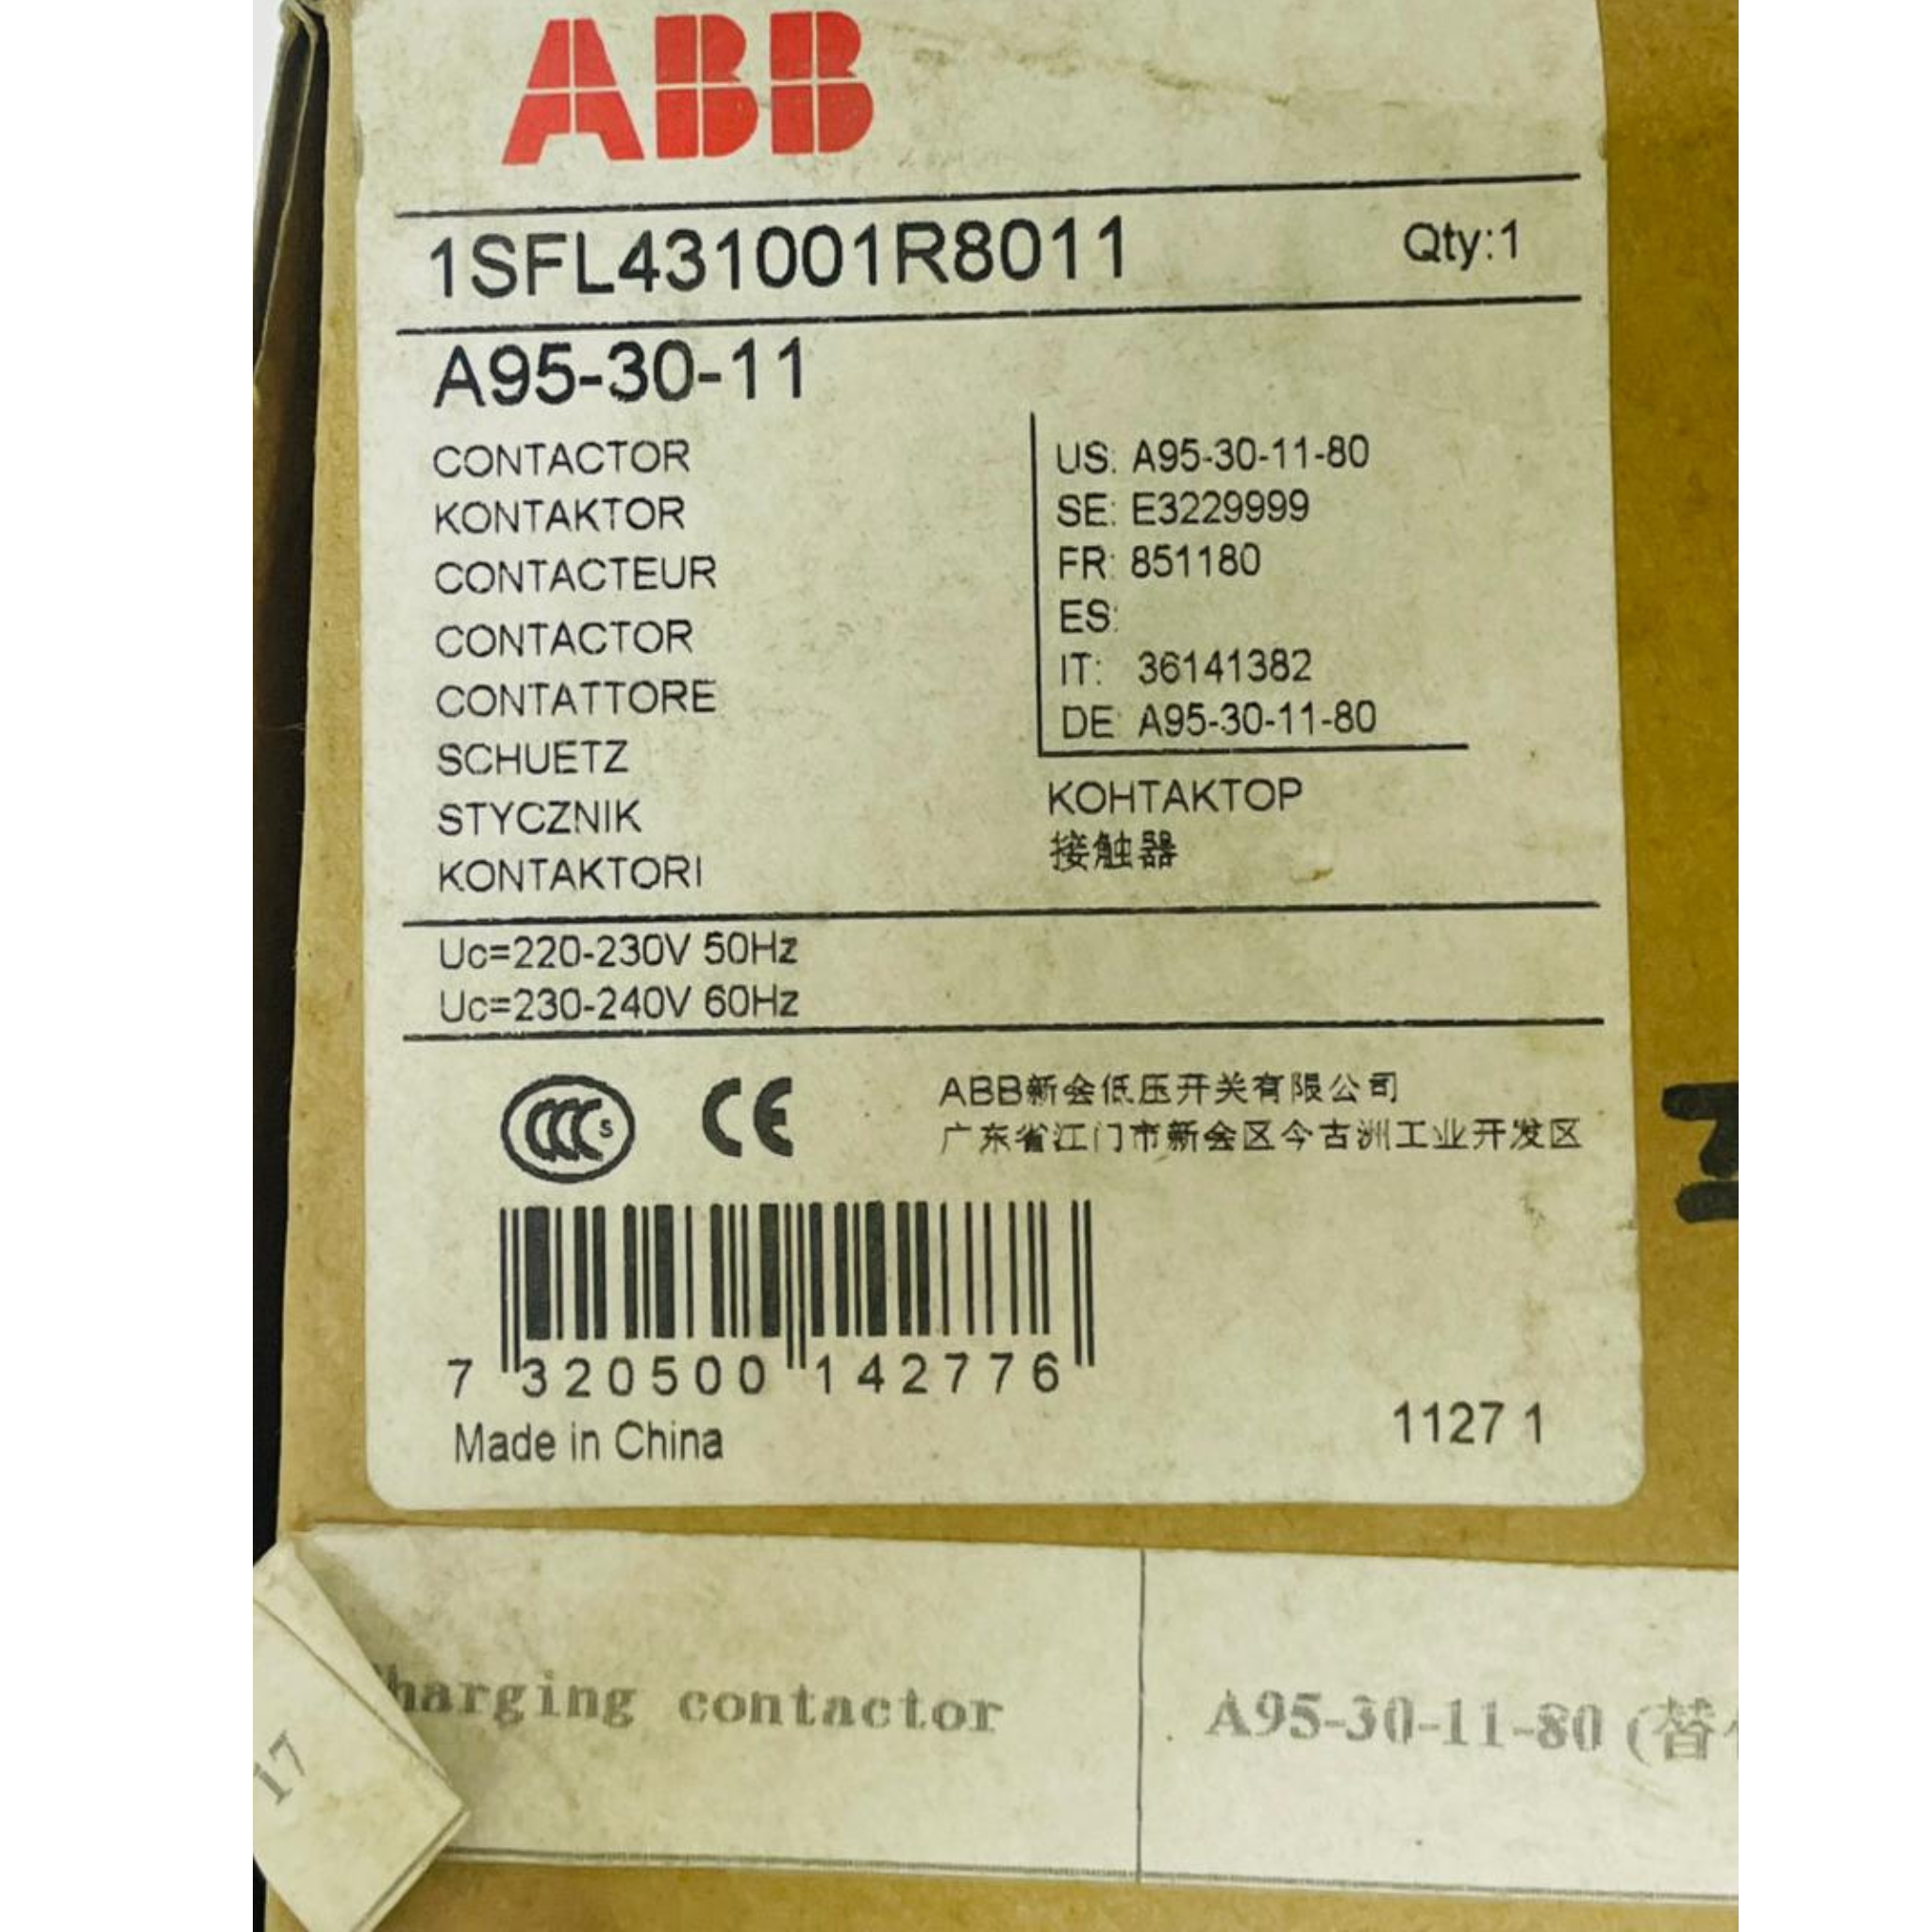 ABB
1SFL431001R8011 Qty:1
A95-30-11
CONTACTOR
KONTAKTOR
CONTACTEUR
CONTACTOR
CONTATTORE
SCHUETZ
STYCZNIK
KONTAKTORI
US: A95-30-11-80
SE: E3229999
FR: 851180
ES:
IT: 36141382
DE: A95-30-11-80
КОНТАКТОР
接触器
Uc=220-230V 50Hz
Uc=230-240V 60Hz
CCC S CE
ABB新会低压开关有限公司
广东省江门市新会区今古洲工业开发区
7 320500 142776
Made in China
1127 1
harging contactor
A95-30-11-80(替
17